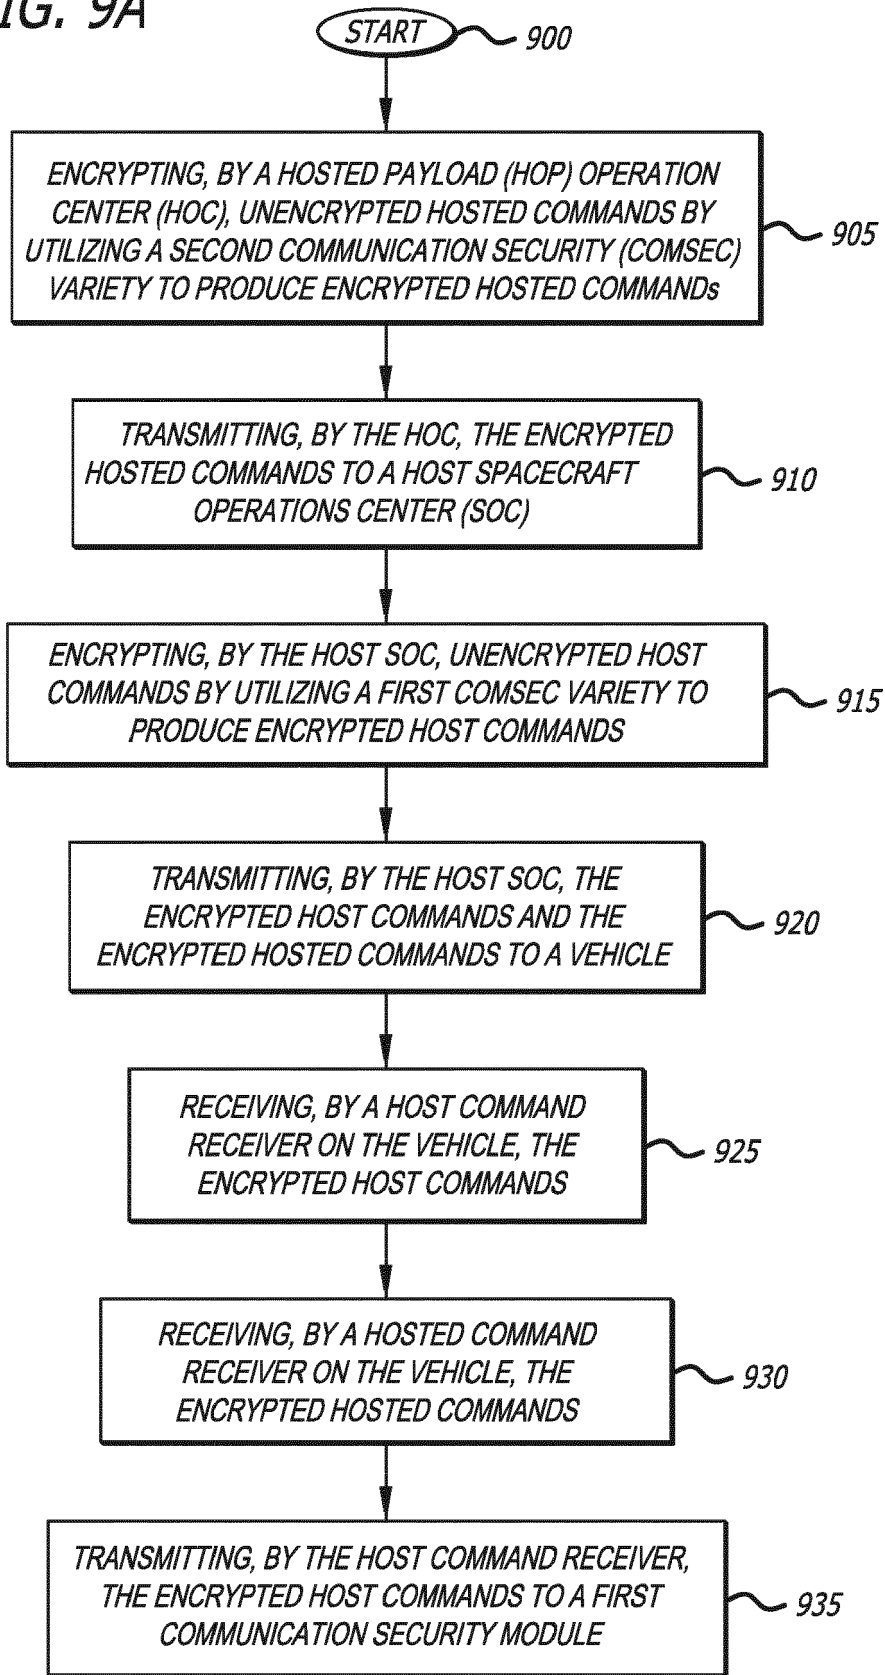 IG. 9A
START
900
ENCRYPTING, BY A HOSTED PAYLOAD (HOP) OPERATION
CENTER (HOC), UNENCRYPTED HOSTED COMMANDS BY
UTILIZING A SECOND COMMUNICATION SECURITY (COMSEC)
VARIETY TO PRODUCE ENCRYPTED HOSTED COMMANDs
905
TRANSMITTING, BY THE HOC, THE ENCRYPTED
HOSTED COMMANDS TO A HOST SPACECRAFT
OPERATIONS CENTER (SOC)
910
ENCRYPTING, BY THE HOST SOC, UNENCRYPTED HOST
COMMANDS BY UTILIZING A FIRST COMSEC VARIETY TO
PRODUCE ENCRYPTED HOST COMMANDS
915
TRANSMITTING, BY THE HOST SOC, THE
ENCRYPTED HOST COMMANDS AND THE
ENCRYPTED HOSTED COMMANDS TO A VEHICLE
920
RECEIVING, BY A HOST COMMAND
RECEIVER ON THE VEHICLE, THE
ENCRYPTED HOST COMMANDS
925
RECEIVING, BY A HOSTED COMMAND
RECEIVER ON THE VEHICLE, THE
ENCRYPTED HOSTED COMMANDS
930
TRANSMITTING, BY THE HOST COMMAND RECEIVER,
THE ENCRYPTED HOST COMMANDS TO A FIRST
COMMUNICATION SECURITY MODULE
935